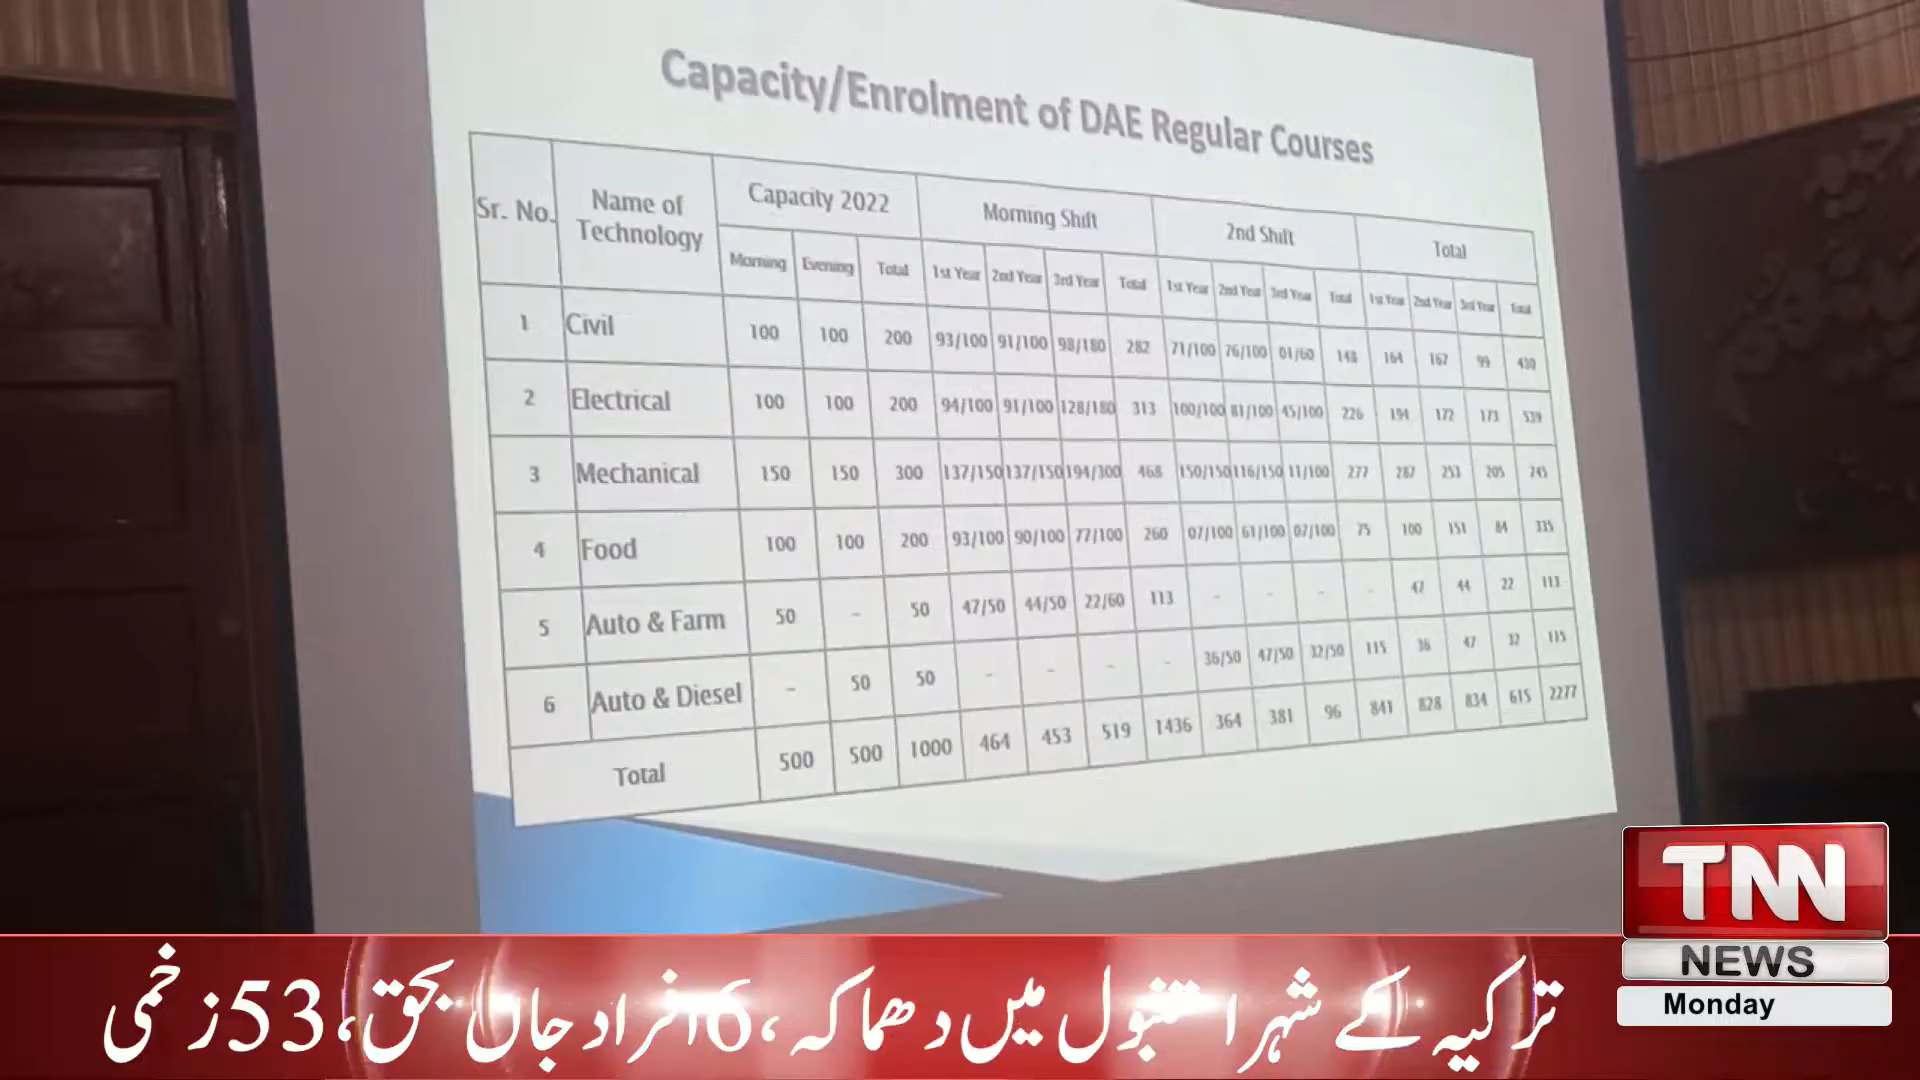 Capacity/Enrolment of DAE Regular Courses
Sr. No. Name of Technology Capacity 2022 Morning Shift 2nd Shift Total
Morning Evening Total 1st Year 2nd Year 3rd Year Total 1st Year 2nd Year 3rd Year Total 1st Year 2nd Year 3rd Year Total
1 Civil 100 100 200 93/100 91/100 98/180 282 71/100 76/100 01/60 148 164 167 99 430
2 Electrical 100 100 200 94/100 91/100 128/180 313 100/100 81/100 45/100 226 194 172 173 539
3 Mechanical 150 150 300 137/150 137/150 194/300 468 150/150 116/150 11/100 277 287 253 205 745
4 Food 100 100 200 93/100 90/100 77/100 260 07/100 61/100 07/100 75 100 151 84 335
5 Auto & Farm 50 - 50 47/50 44/50 22/60 113 - - - - 47 44 22 113
6 Auto & Diesel - 50 50 - - - - 36/50 47/50 32/50 115 36 47 32 115
Total 500 500 1000 464 453 519 1436 364 381 96 841 828 834 615 2277
TNN
NEWS
Monday
ترکیہ کے شہر استنبول میں دھماکہ، 6افراد جاں بحق، 53زخمی